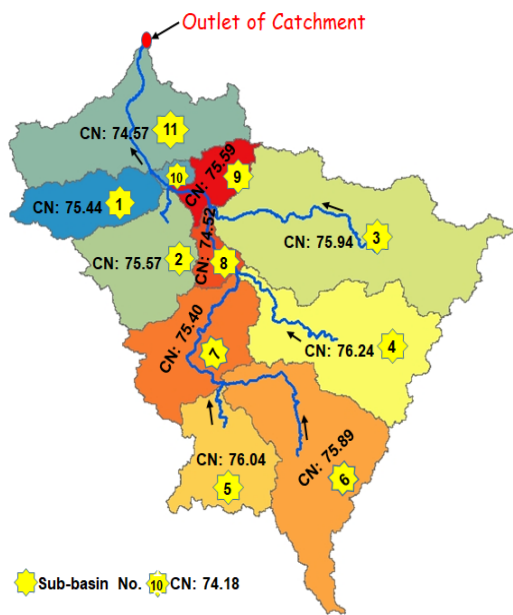 Outlet of Catchment
CN: 74.57
11
CN: 75.59
9
10
CN: 75.44
1
CN: 74.52
CN: 75.94
3
CN: 75.57
2
8
CN: 75.40
7
CN: 76.24
4
CN: 76.04
5
CN: 75.89
6
Sub-basin No. 10 CN: 74.18